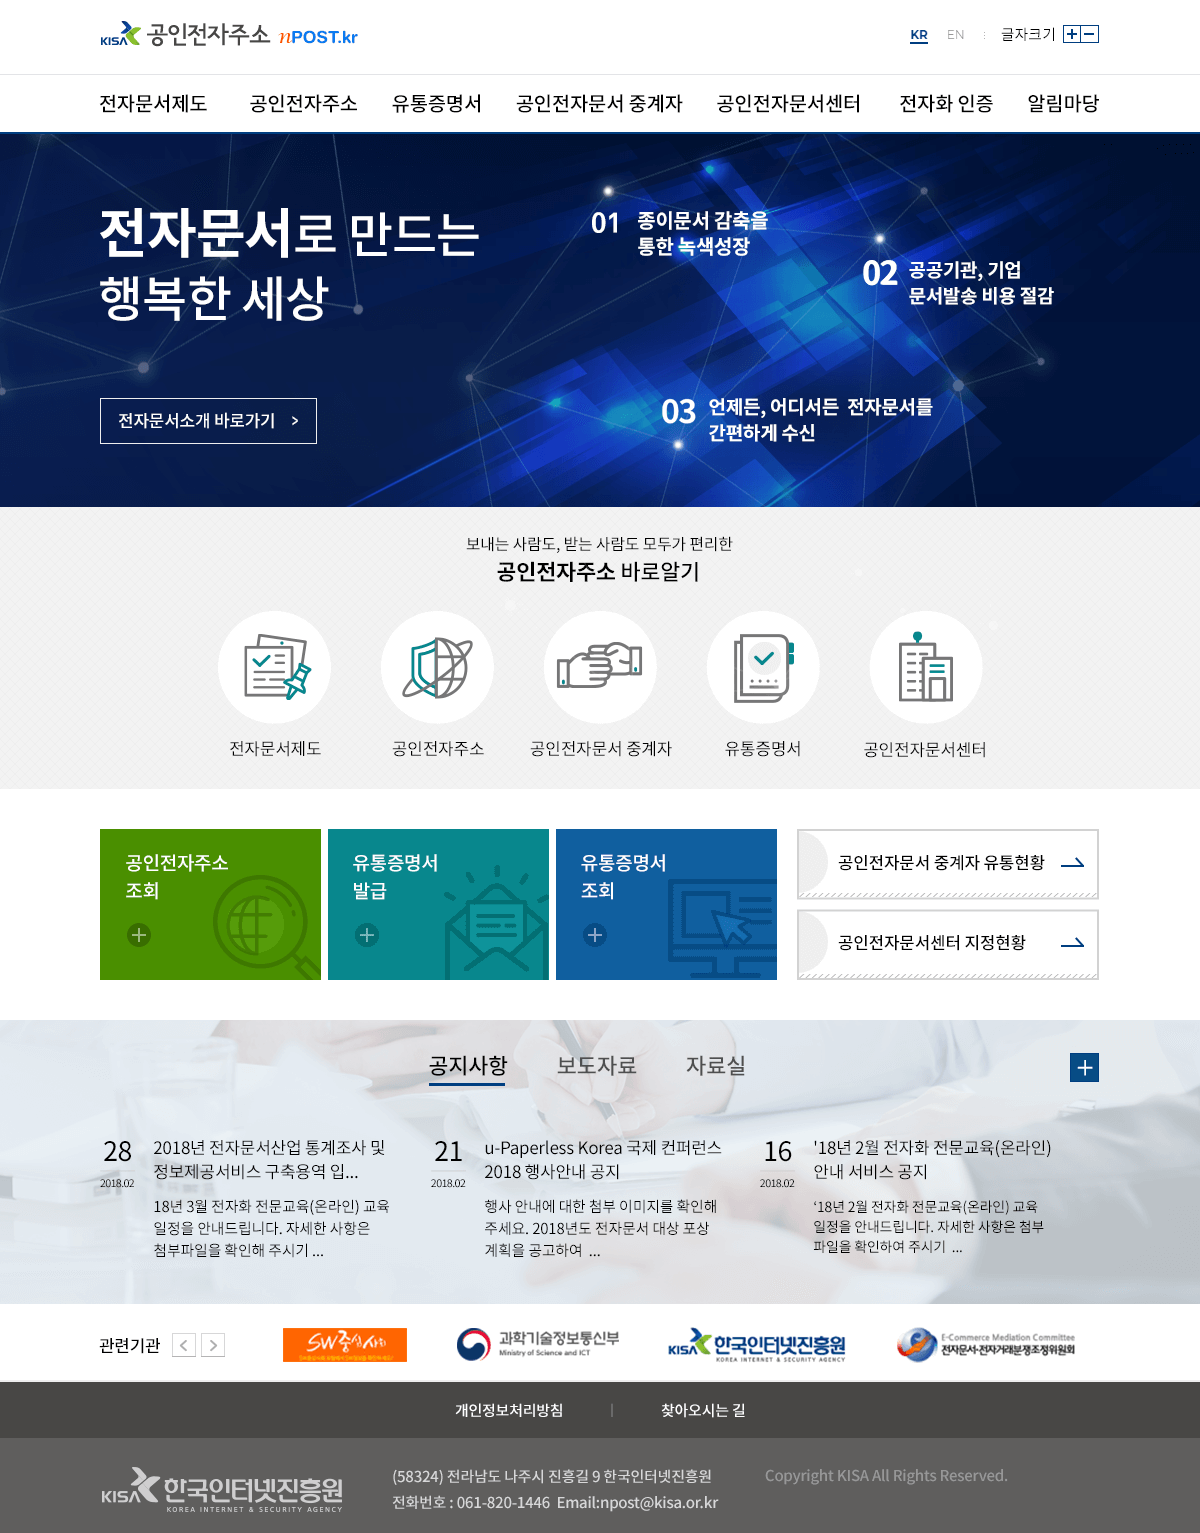 KISA 공인전자주소 nPOST.kr
KR EN 글자크기
전자문서제도 공인전자주소 유통증명서 공인전자문서 중계자 공인전자문서센터 전자화 인증 알림마당
전자문서로 만드는
행복한 세상
전자문서소개 바로가기 >
01 종이문서 감축을
통한 녹색성장
02 공공기관, 기업
문서발송 비용 절감
03 언제든, 어디서든 전자문서를
간편하게 수신
보내는 사람도, 받는 사람도 모두가 편리한
공인전자주소 바로알기
전자문서제도 공인전자주소 공인전자문서 중계자 유통증명서 공인전자문서센터
공인전자주소
조회
유통증명서
발급
유통증명서
조회
공인전자문서 중계자 유통현황
공인전자문서센터 지정현황
공지사항 보도자료 자료실
28
2018.02
2018년 전자문서산업 통계조사 및
정보제공서비스 구축용역 입...
18년 3월 전자화 전문교육(온라인) 교육
일정을 안내드립니다. 자세한 사항은
첨부파일을 확인해 주시기 ...
21
2018.02
u-Paperless Korea 국제 컨퍼런스
2018 행사안내 공지
행사 안내에 대한 첨부 이미지를 확인해
주세요. 2018년도 전자문서 대상 포상
계획을 공고하여 ...
16
2018.02
'18년 2월 전자화 전문교육(온라인)
안내 서비스 공지
‘18년 2월 전자화 전문교육(온라인) 교육
일정을 안내드립니다. 자세한 사항은 첨부
파일을 확인하여 주시기 ...
관련기관
SW중심사회
과학기술정보통신부
Ministry of Science and ICT
KISA 한국인터넷진흥원
KOREA INTERNET & SECURITY AGENCY
E-Commerce Mediation Committee
전자문서·전자거래분쟁조정위원회
개인정보처리방침 | 찾아오시는 길
KISA 한국인터넷진흥원
KOREA INTERNET & SECURITY AGENCY
(58324) 전라남도 나주시 진흥길 9 한국인터넷진흥원
전화번호 : 061-820-1446 Email:npost@kisa.or.kr
Copyright KISA All Rights Reserved.